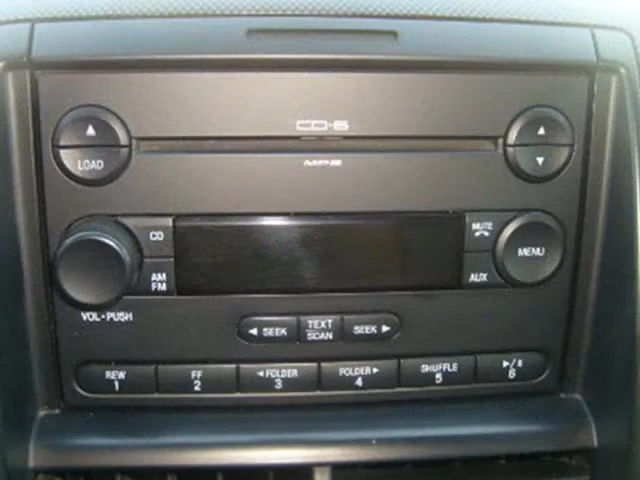 CD·6
LOAD
MP3
CD
MUTE
MENU
AM
FM
AUX
VOL·PUSH
SEEK
TEXT
SCAN
SEEK
REW
1
FF
2
FOLDER
3
FOLDER
4
SHUFFLE
5
6